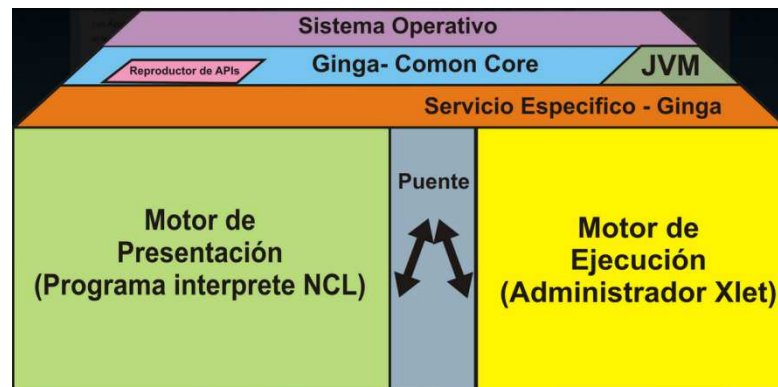 Sistema Operativo
Reproductor de APIs
Ginga- Comon Core
JVM
Servicio Especifico - Ginga
Motor de
Presentación
(Programa interprete NCL)
Puente
Motor de
Ejecución
(Administrador Xlet)